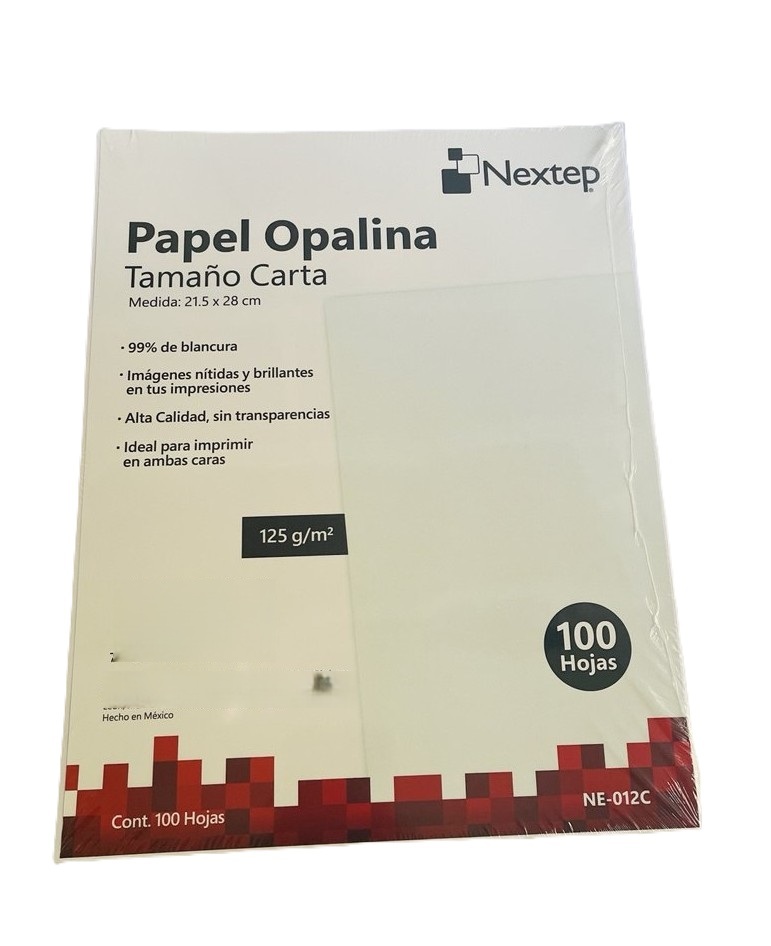 Nextep
Papel Opalina
Tamaño Carta
Medida: 21.5 x 28 cm
· 99% de blancura
· Imágenes nítidas y brillantes
en tus impresiones
· Alta Calidad, sin transparencias
· Ideal para imprimir
en ambas caras
125 g/m²
100
Hojas
Hecho en México
Cont. 100 Hojas
NE-012C